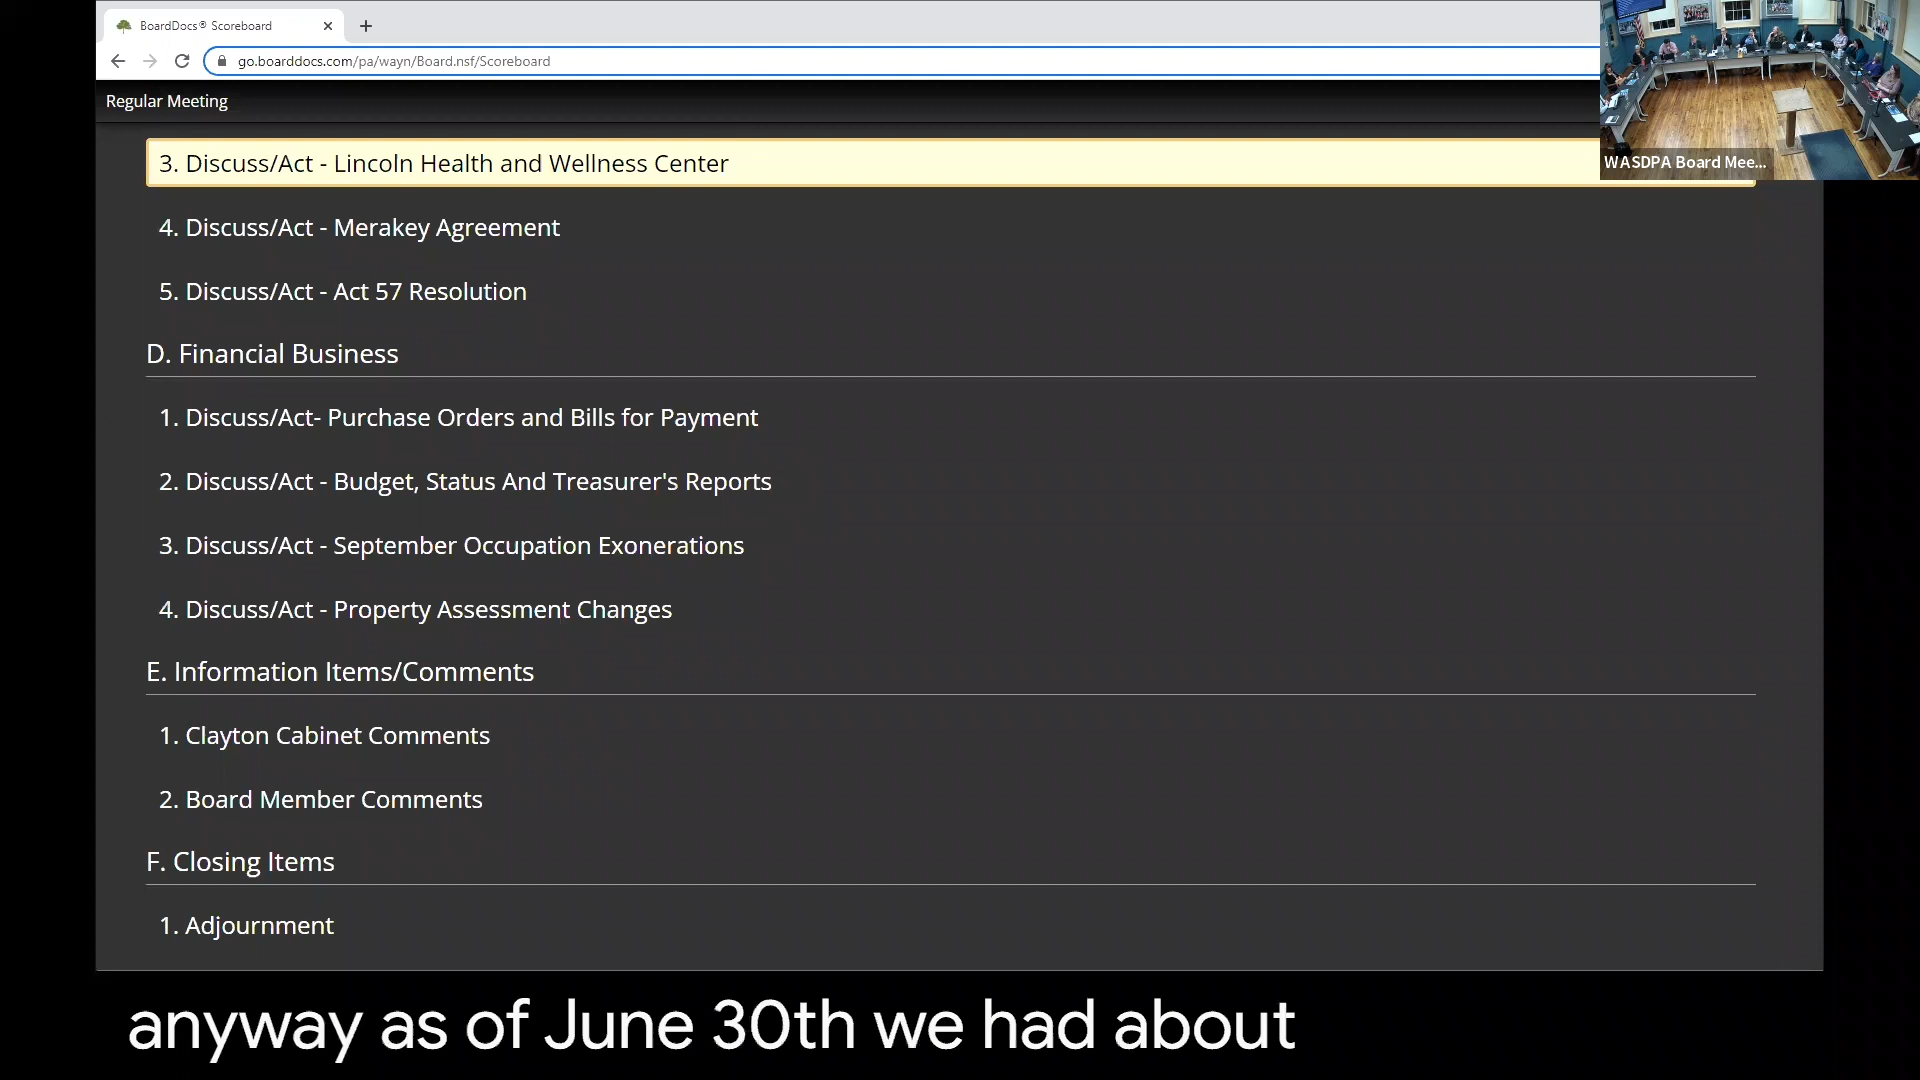 BoardDocs® Scoreboard
go.boarddocs.com/pa/wayn/Board.nsf/Scoreboard
Regular Meeting
WASDPA Board Mee...
3. Discuss/Act - Lincoln Health and Wellness Center
4. Discuss/Act - Merakey Agreement
5. Discuss/Act - Act 57 Resolution
D. Financial Business
1. Discuss/Act- Purchase Orders and Bills for Payment
2. Discuss/Act - Budget, Status And Treasurer's Reports
3. Discuss/Act - September Occupation Exonerations
4. Discuss/Act - Property Assessment Changes
E. Information Items/Comments
1. Clayton Cabinet Comments
2. Board Member Comments
F. Closing Items
1. Adjournment
anyway as of June 30th we had about